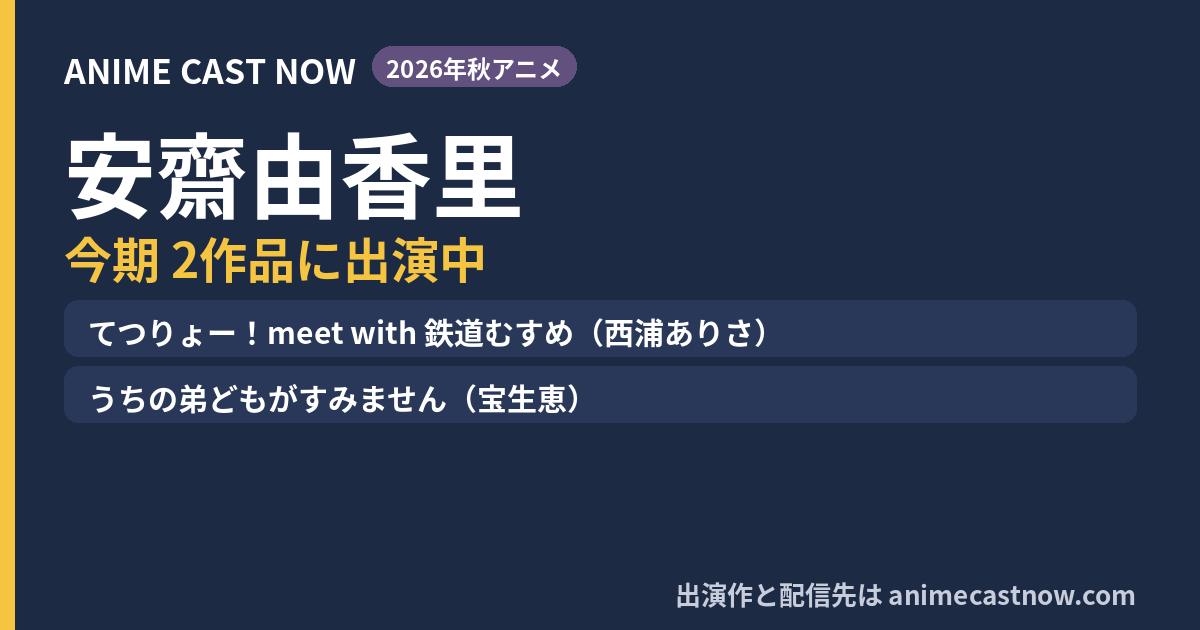 ANIME CAST NOW 2026年秋アニメ
安齋由香里
今期 2作品に出演中
てつりょー！meet with 鉄道むすめ（西浦ありさ）
うちの弟どもがすみません（宝生恵）
出演作と配信先は animecastnow.com